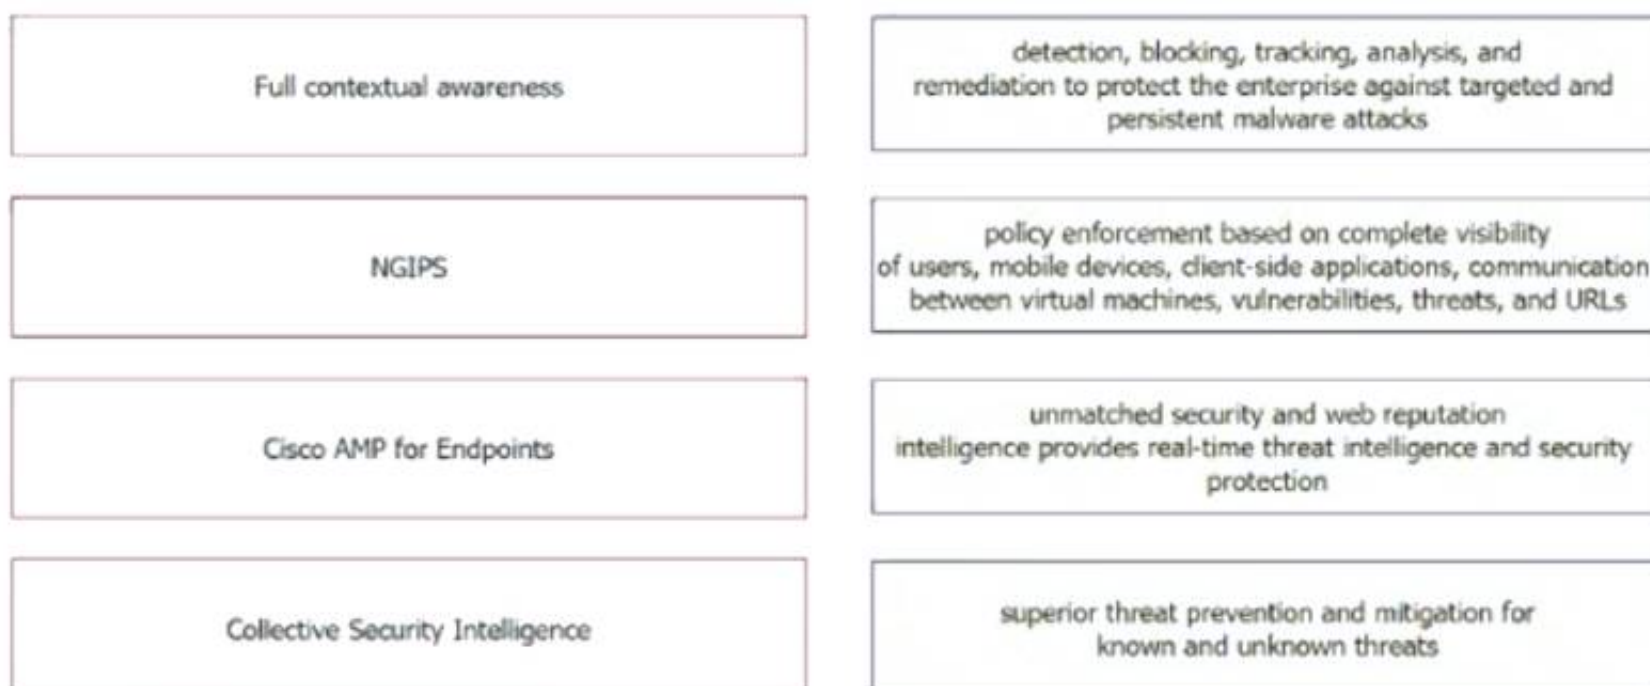 Full contextual awareness
detection, blocking, tracking, analysis, and
remediation to protect the enterprise against targeted and
persistent malware attacks
NGIPS
policy enforcement based on complete visibility
of users, mobile devices, client-side applications, communication
between virtual machines, vulnerabilities, threats, and URLs
Cisco AMP for Endpoints
unmatched security and web reputation
intelligence provides real-time threat intelligence and security
protection
Collective Security Intelligence
superior threat prevention and mitigation for
known and unknown threats